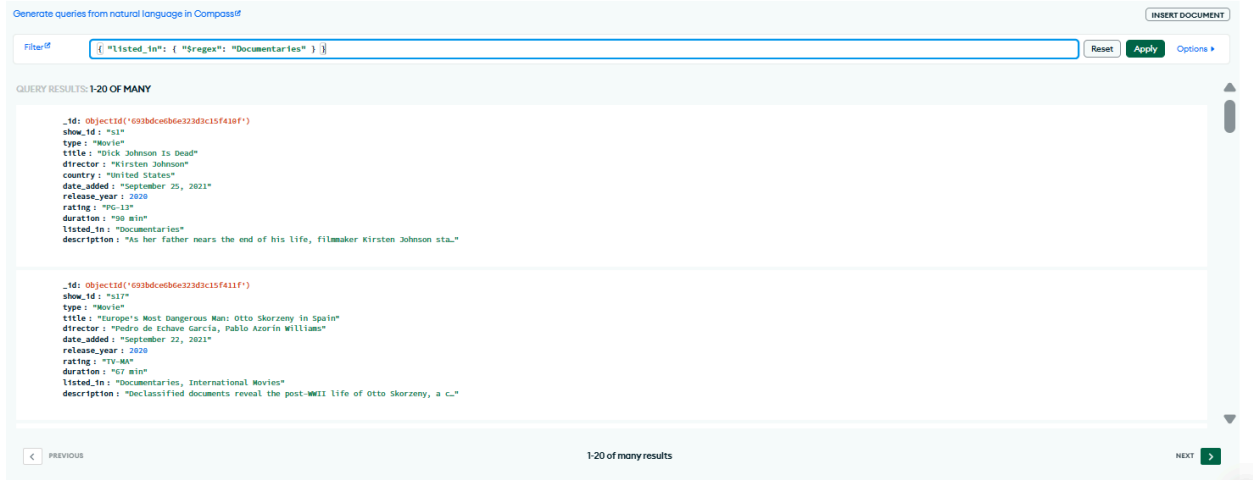 Generate queries from natural language in Compass
INSERT DOCUMENT
Filter
{ "listed_in": { "$regex": "Documentaries" } }
Reset
Apply
Options
QUERY RESULTS: 1-20 OF MANY
_id: ObjectId('693bdce6b6e323d3c15f410f')
show_id : "s1"
type : "Movie"
title : "Dick Johnson Is Dead"
director : "Kirsten Johnson"
country : "United States"
date_added : "September 25, 2021"
release_year : 2020
rating : "PG-13"
duration : "90 min"
listed_in : "Documentaries"
description : "As her father nears the end of his life, filmmaker Kirsten Johnson sta…"
_id: ObjectId('693bdce6b6e323d3c15f411f')
show_id : "s17"
type : "Movie"
title : "Europe's Most Dangerous Man: Otto Skorzeny in Spain"
director : "Pedro de Echave García, Pablo Azorín Williams"
date_added : "September 22, 2021"
release_year : 2020
rating : "TV-MA"
duration : "67 min"
listed_in : "Documentaries, International Movies"
description : "Declassified documents reveal the post-WWII life of Otto Skorzeny, a c…"
PREVIOUS
1-20 of many results
NEXT